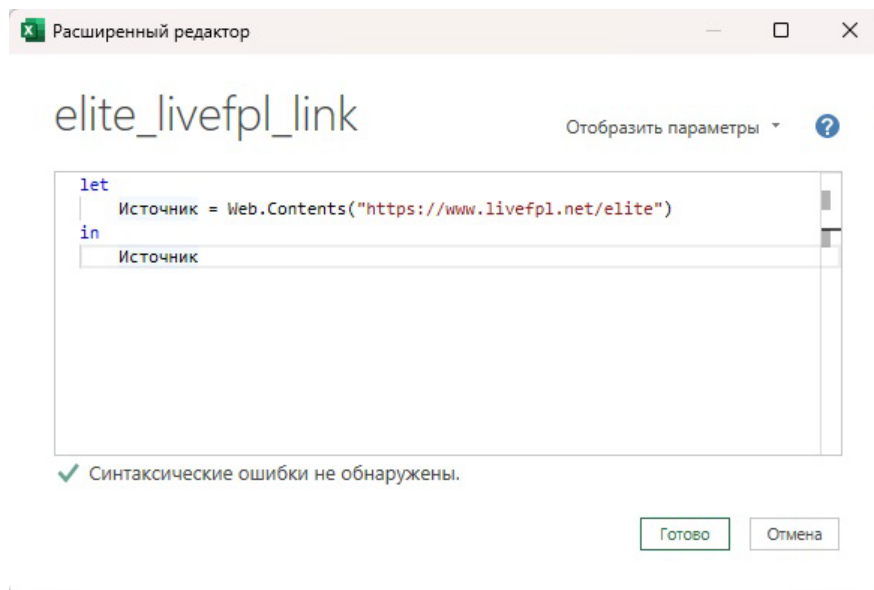 Расширенный редактор
elite_livefpl_link
Отобразить параметры
let
Источник = Web.Contents("https://www.livefpl.net/elite")
in
Источник
Синтаксические ошибки не обнаружены.
Готово
Отмена